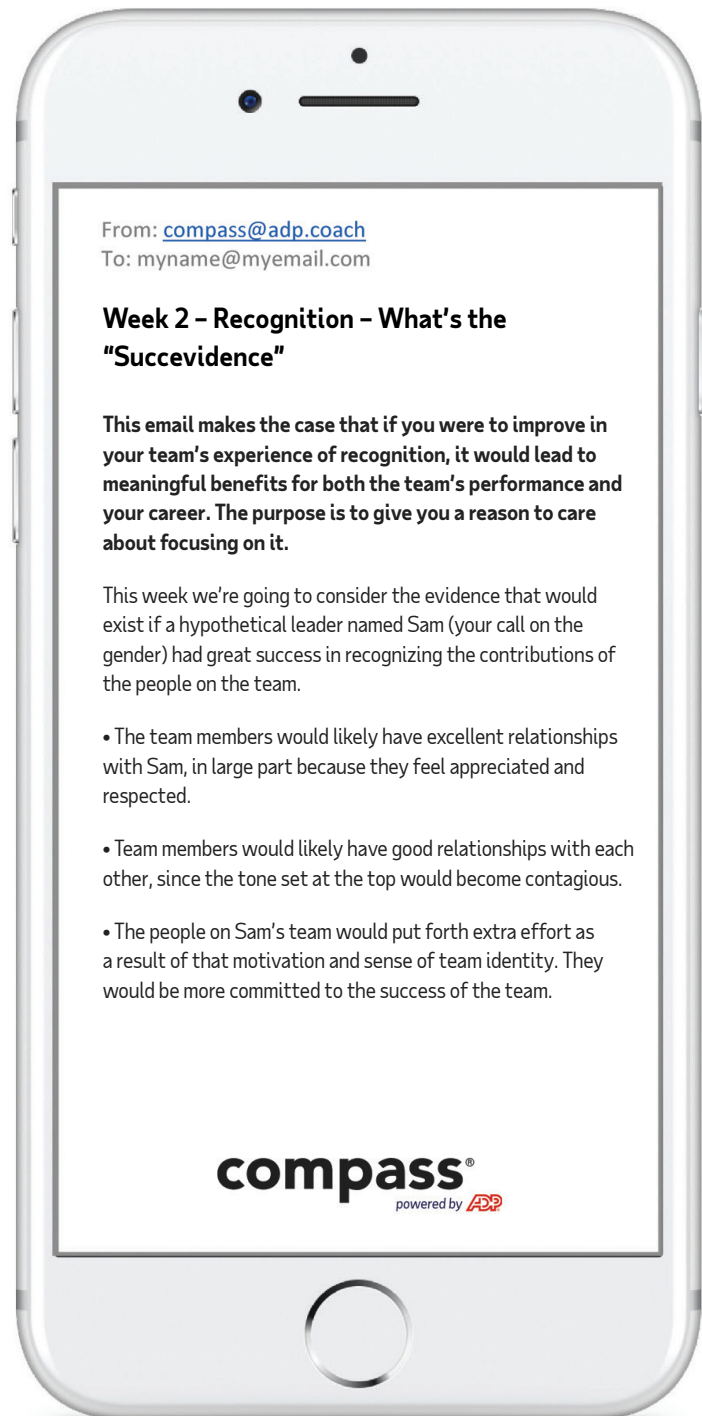 From: compass@adp.coach
To: myname@myemail.com
Week 2 – Recognition – What's the
"Succevidence"
This email makes the case that if you were to improve in
your team's experience of recognition, it would lead to
meaningful benefits for both the team's performance and
your career. The purpose is to give you a reason to care
about focusing on it.
This week we're going to consider the evidence that would
exist if a hypothetical leader named Sam (your call on the
gender) had great success in recognizing the contributions of
the people on the team.
• The team members would likely have excellent relationships
with Sam, in large part because they feel appreciated and
respected.
• Team members would likely have good relationships with each
other, since the tone set at the top would become contagious.
• The people on Sam's team would put forth extra effort as
a result of that motivation and sense of team identity. They
would be more committed to the success of the team.
compass®
powered by ADP